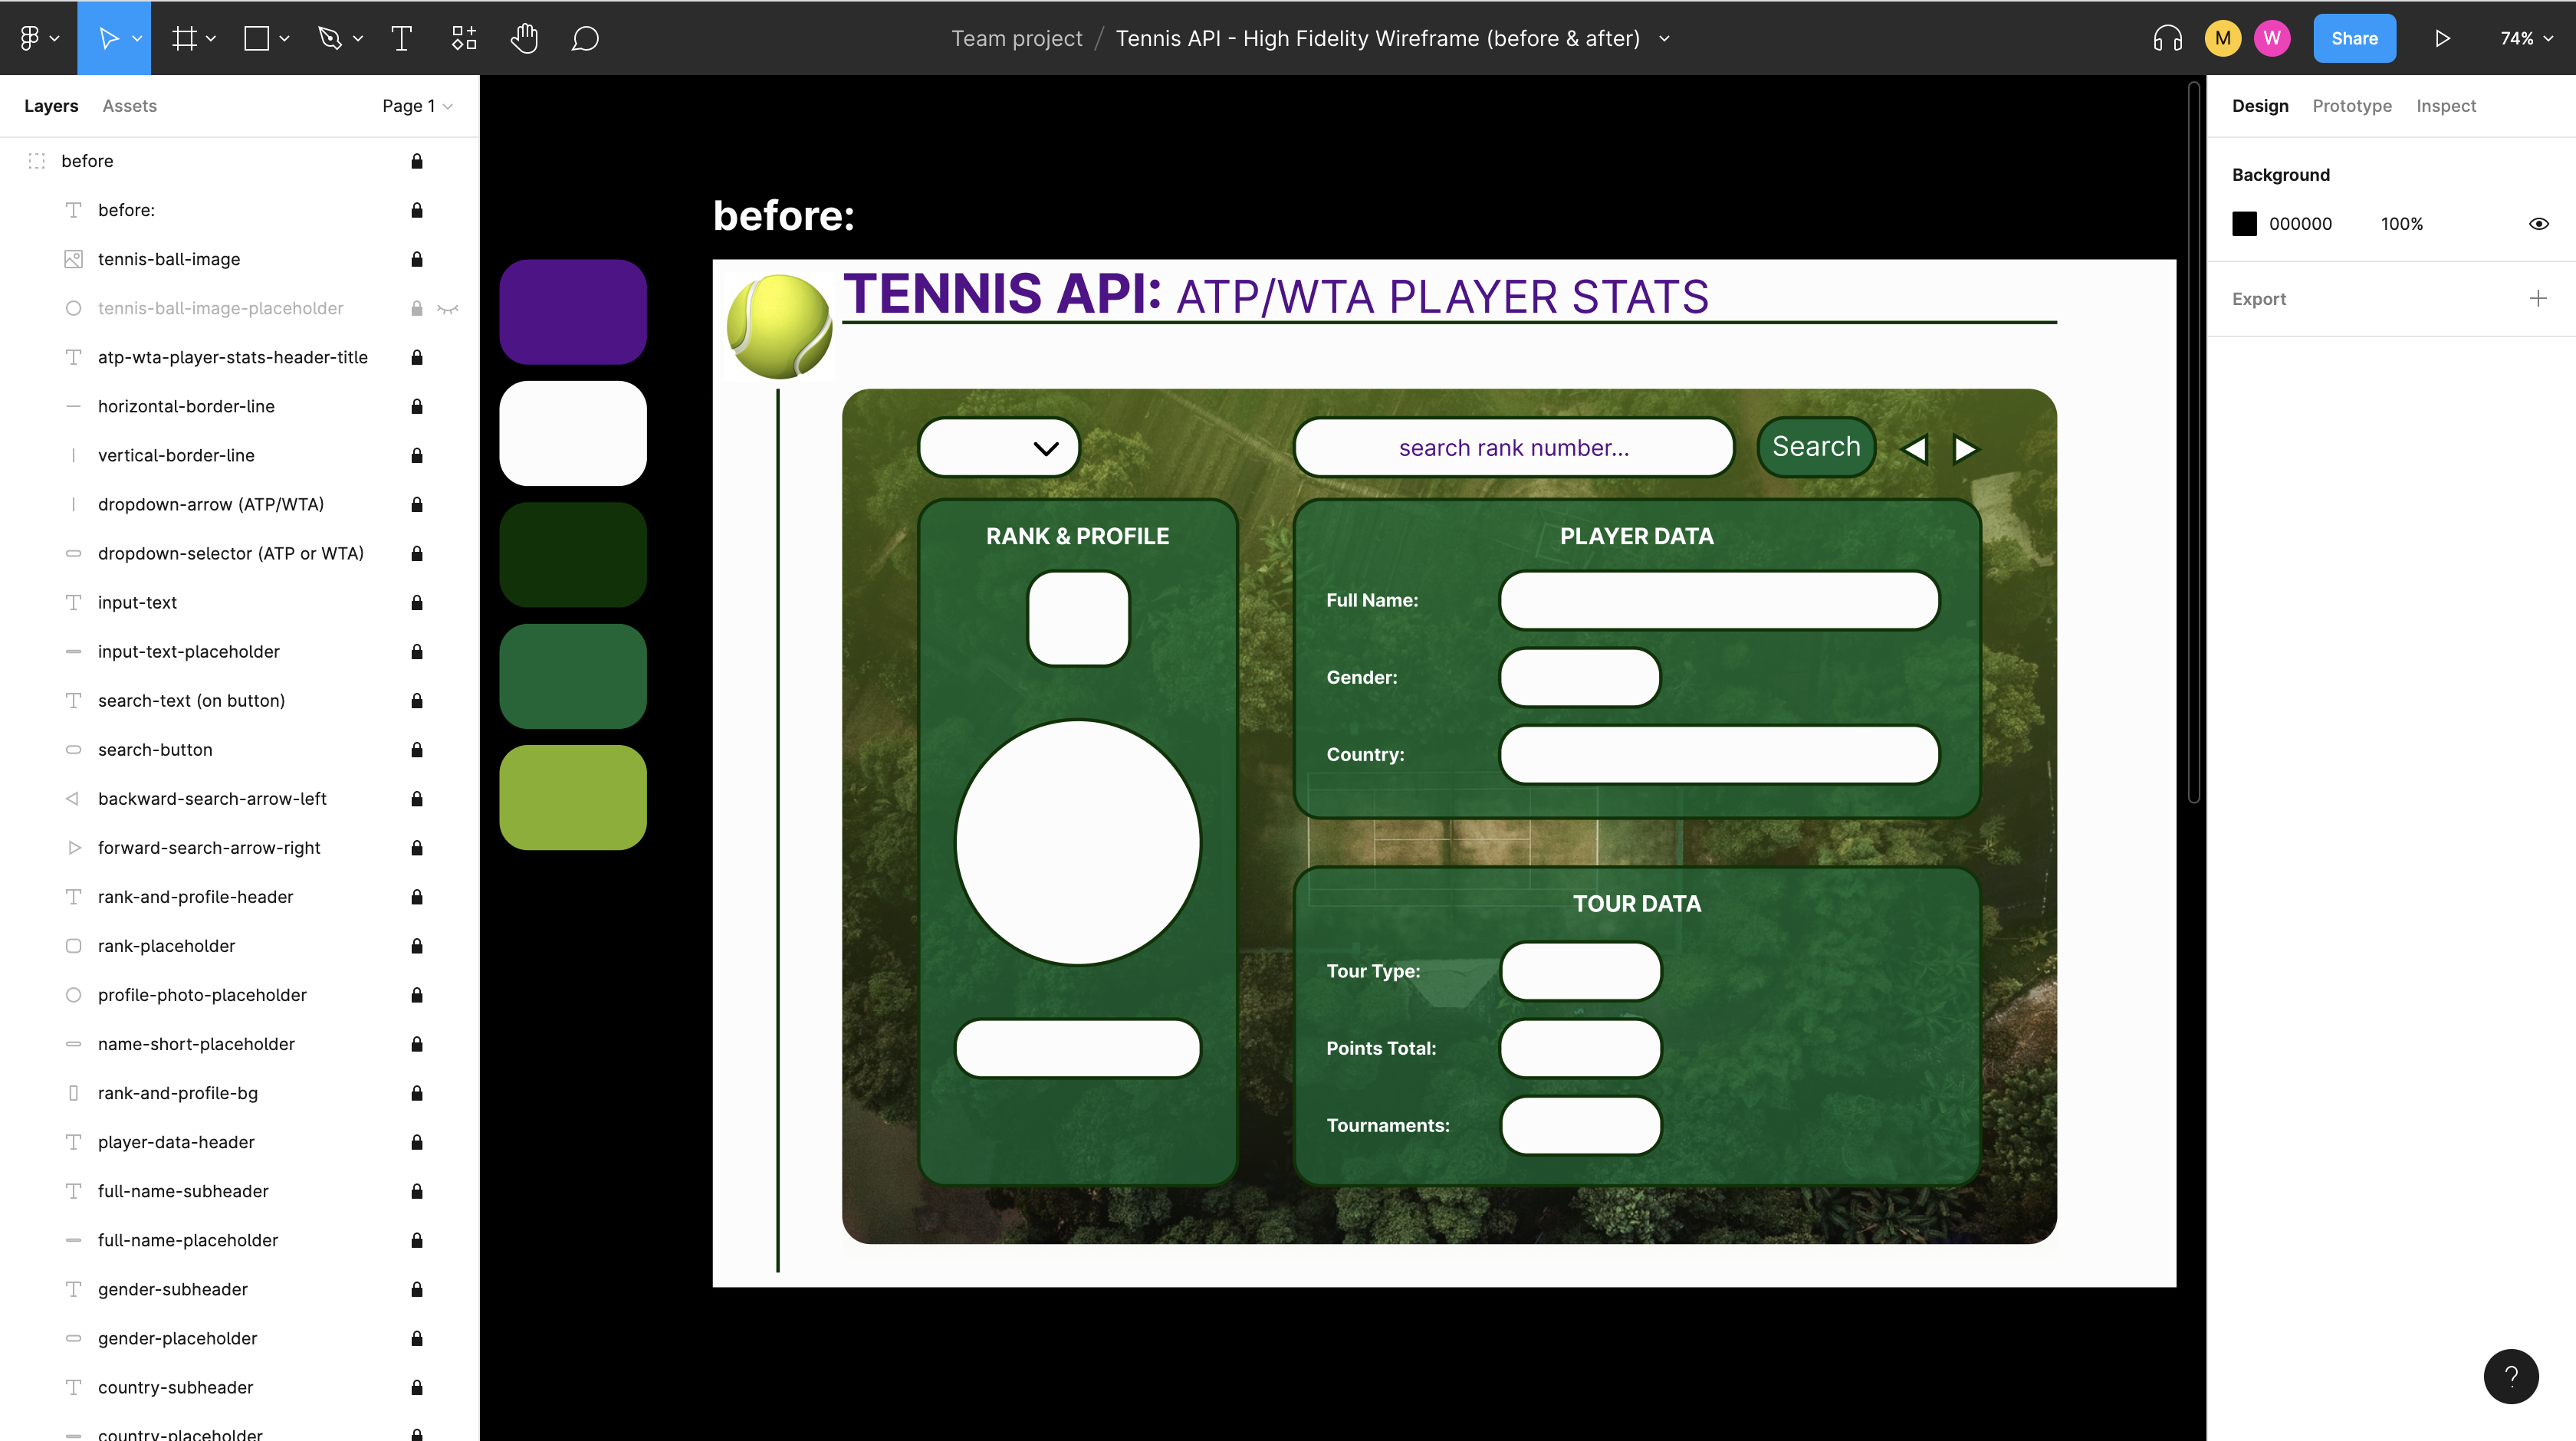 Team project / Tennis API - High Fidelity Wireframe (before & after)
M
W
Share
74%
Layers
Assets
Page 1
before
before:
tennis-ball-image
tennis-ball-image-placeholder
atp-wta-player-stats-header-title
horizontal-border-line
vertical-border-line
dropdown-arrow (ATP/WTA)
dropdown-selector (ATP or WTA)
input-text
input-text-placeholder
search-text (on button)
search-button
backward-search-arrow-left
forward-search-arrow-right
rank-and-profile-header
rank-placeholder
profile-photo-placeholder
name-short-placeholder
rank-and-profile-bg
player-data-header
full-name-subheader
full-name-placeholder
gender-subheader
gender-placeholder
country-subheader
country-placeholder
before:
TENNIS API: ATP/WTA PLAYER STATS
search rank number...
Search
RANK & PROFILE
PLAYER DATA
Full Name:
Gender:
Country:
TOUR DATA
Tour Type:
Points Total:
Tournaments:
Design
Prototype
Inspect
Background
000000
100%
Export
?